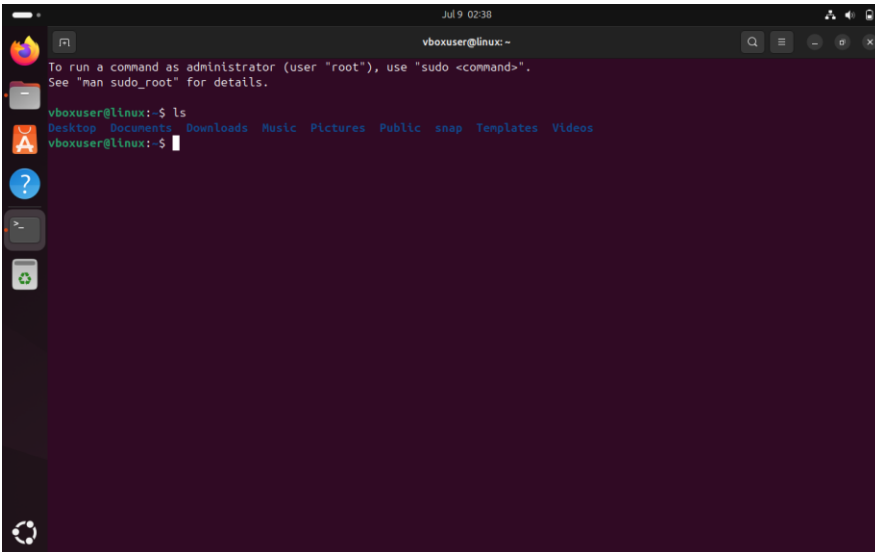 Jul 9 02:38
vboxuser@linux: ~
To run a command as administrator (user "root"), use "sudo <command>".
See "man sudo_root" for details.
vboxuser@linux:~$ ls
Desktop Documents Downloads Music Pictures Public snap Templates Videos
vboxuser@linux:~$